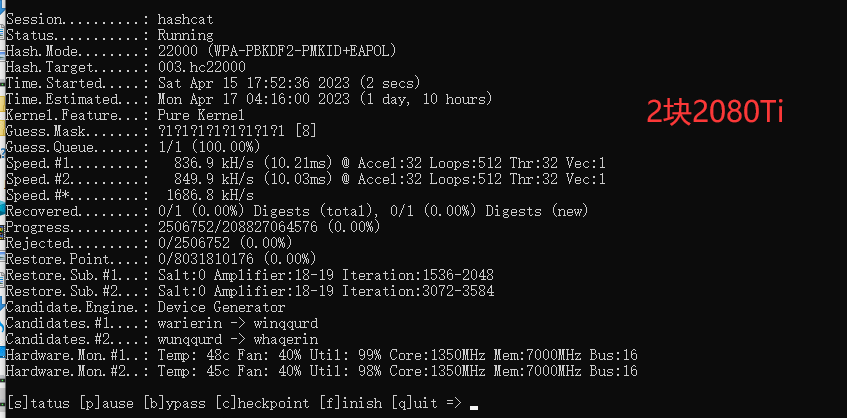 Session..........: hashcat
Status...........: Running
Hash.Mode........: 22000 (WPA-PBKDF2-PMKID+EAPOL)
Hash.Target......: 003.hc22000
Time.Started.....: Sat Apr 15 17:52:36 2023 (2 secs)
Time.Estimated...: Mon Apr 17 04:16:00 2023 (1 day, 10 hours)
Kernel.Feature...: Pure Kernel
Guess.Mask.......: ?l?l?l?l?l?l?l?l [8]
Guess.Queue......: 1/1 (100.00%)
Speed.#1.........:   836.9 kH/s (10.21ms) @ Accel:32 Loops:512 Thr:32 Vec:1
Speed.#2.........:   849.9 kH/s (10.03ms) @ Accel:32 Loops:512 Thr:32 Vec:1
Speed.#*.........:  1686.8 kH/s
Recovered........: 0/1 (0.00%) Digests (total), 0/1 (0.00%) Digests (new)
Progress.........: 2506752/208827064576 (0.00%)
Rejected.........: 0/2506752 (0.00%)
Restore.Point....: 0/8031810176 (0.00%)
Restore.Sub.#1...: Salt:0 Amplifier:18-19 Iteration:1536-2048
Restore.Sub.#2...: Salt:0 Amplifier:18-19 Iteration:3072-3584
Candidate.Engine.: Device Generator
Candidates.#1....: warierin -> winqqurd
Candidates.#2....: wunqqurd -> whaqerin
Hardware.Mon.#1..: Temp: 48c Fan: 40% Util: 99% Core:1350MHz Mem:7000MHz Bus:16
Hardware.Mon.#2..: Temp: 45c Fan: 40% Util: 98% Core:1350MHz Mem:7000MHz Bus:16
[s]tatus [p]ause [b]ypass [c]heckpoint [f]inish [q]uit =>
2块2080Ti